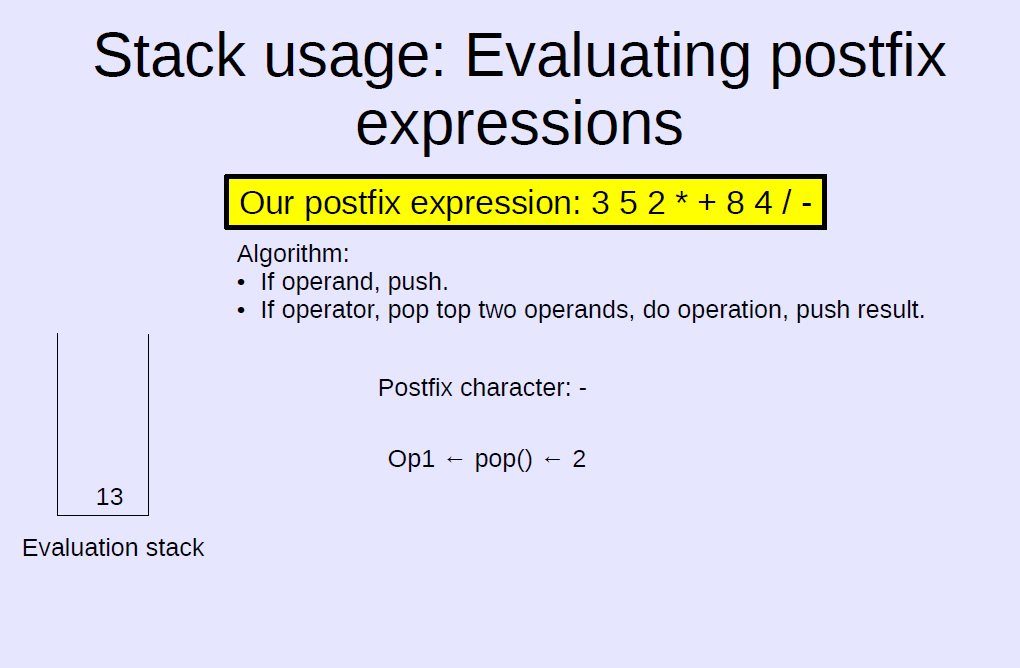 Stack usage: Evaluating postfix
expressions
Our postfix expression: 3 5 2 * + 8 4 / -
Algorithm:
• If operand, push.
• If operator, pop top two operands, do operation, push result.
Postfix character: -
Op1 ← pop() ← 2
13
Evaluation stack